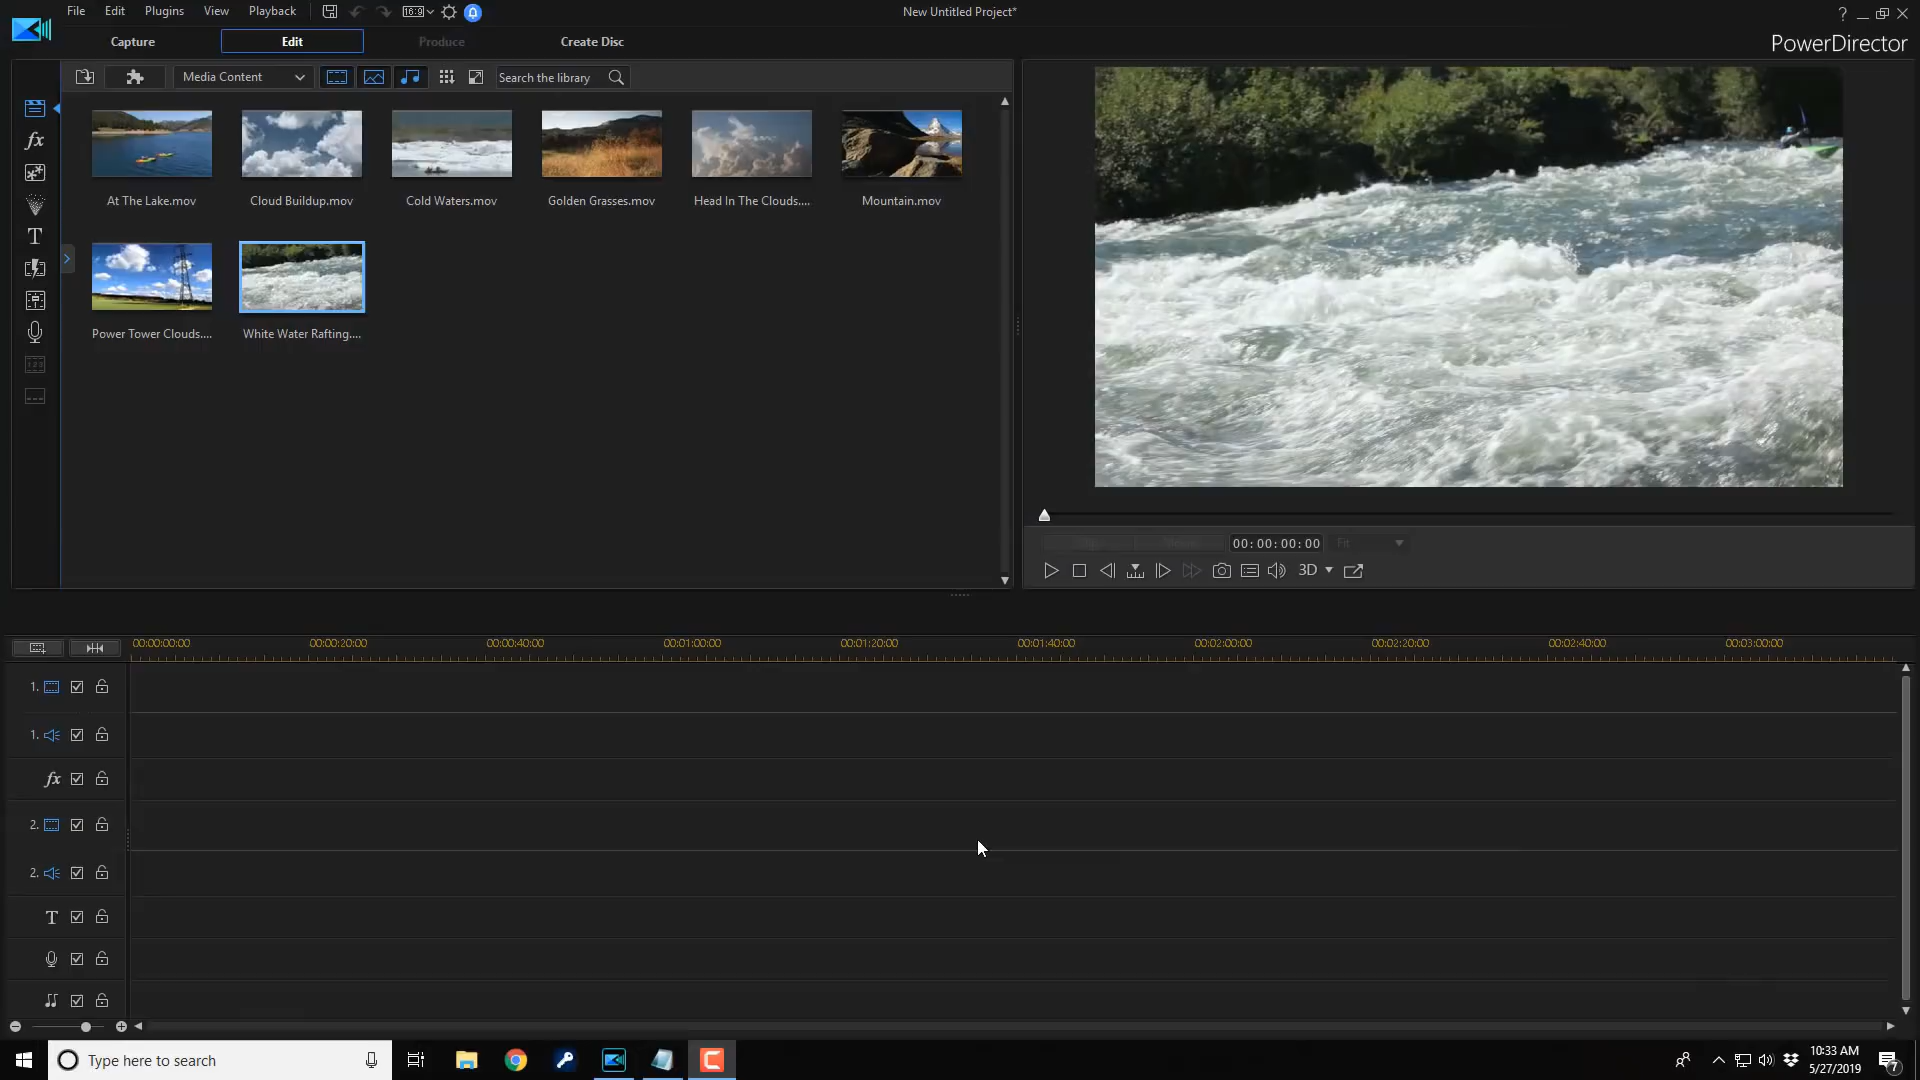 File Edit Plugins View Playback 16:9 New Untitled Project* ?
Capture Edit Produce Create Disc PowerDirector
Media Content Search the library
At The Lake.mov Cloud Buildup.mov Cold Waters.mov Golden Grasses.mov Head In The Clouds.... Mountain.mov
fx
T
Power Tower Clouds.... White Water Rafting....
00:00:00:00 Fit
3D
00:00:00:00 00:00:20:00 00:00:40:00 00:01:00:00 00:01:20:00 00:01:40:00 00:02:00:00 00:02:20:00 00:02:40:00 00:03:00:00
1.
1.
fx
2.
2.
T
Type here to search
10:33 AM
5/27/2019
7